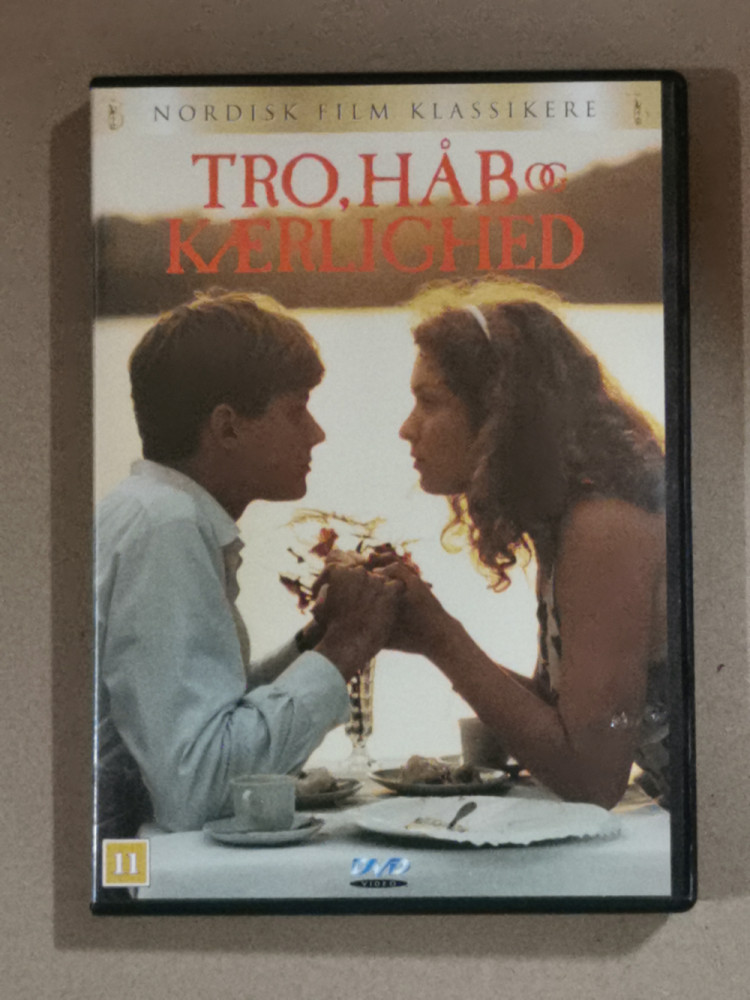 NORDISK FILM KLASSIKERE
TRO, HÅB OG
KÆRLIGHED
11
DVD
VIDEO